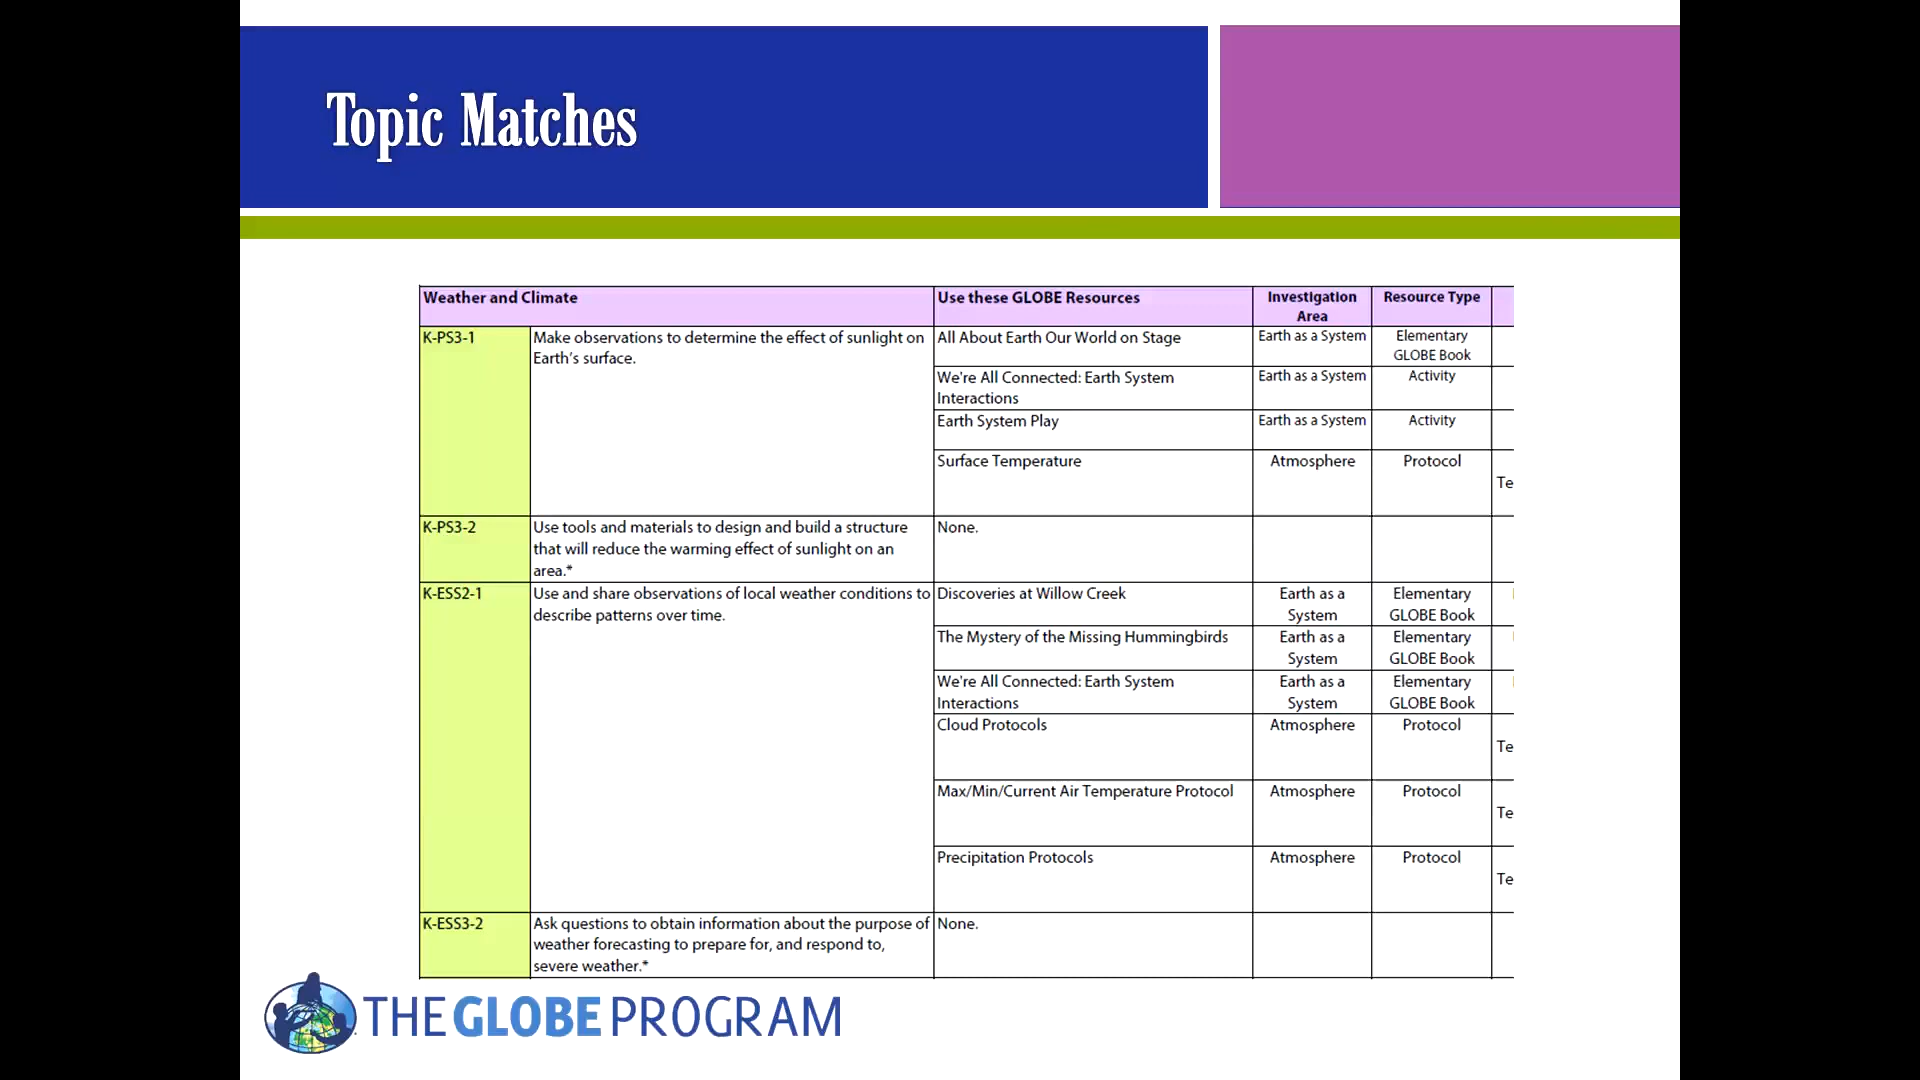 Topic Matches
Weather and Climate
Use these GLOBE Resources
Investigation
Area
Resource Type
K-PS3-1
Make observations to determine the effect of sunlight on
Earth's surface.
All About Earth Our World on Stage
Earth as a System
Elementary
GLOBE Book
We're All Connected: Earth System
Interactions
Earth as a System
Activity
Earth System Play
Earth as a System
Activity
Surface Temperature
Atmosphere
Protocol
Te
K-PS3-2
Use tools and materials to design and build a structure
that will reduce the warming effect of sunlight on an
area.*
None.
K-ESS2-1
Use and share observations of local weather conditions to
describe patterns over time.
Discoveries at Willow Creek
Earth as a
System
Elementary
GLOBE Book
The Mystery of the Missing Hummingbirds
Earth as a
System
Elementary
GLOBE Book
We're All Connected: Earth System
Interactions
Earth as a
System
Elementary
GLOBE Book
Cloud Protocols
Atmosphere
Protocol
Te
Max/Min/Current Air Temperature Protocol
Atmosphere
Protocol
Te
Precipitation Protocols
Atmosphere
Protocol
Te
K-ESS3-2
Ask questions to obtain information about the purpose of
weather forecasting to prepare for, and respond to,
severe weather.*
None.
THE GLOBE PROGRAM